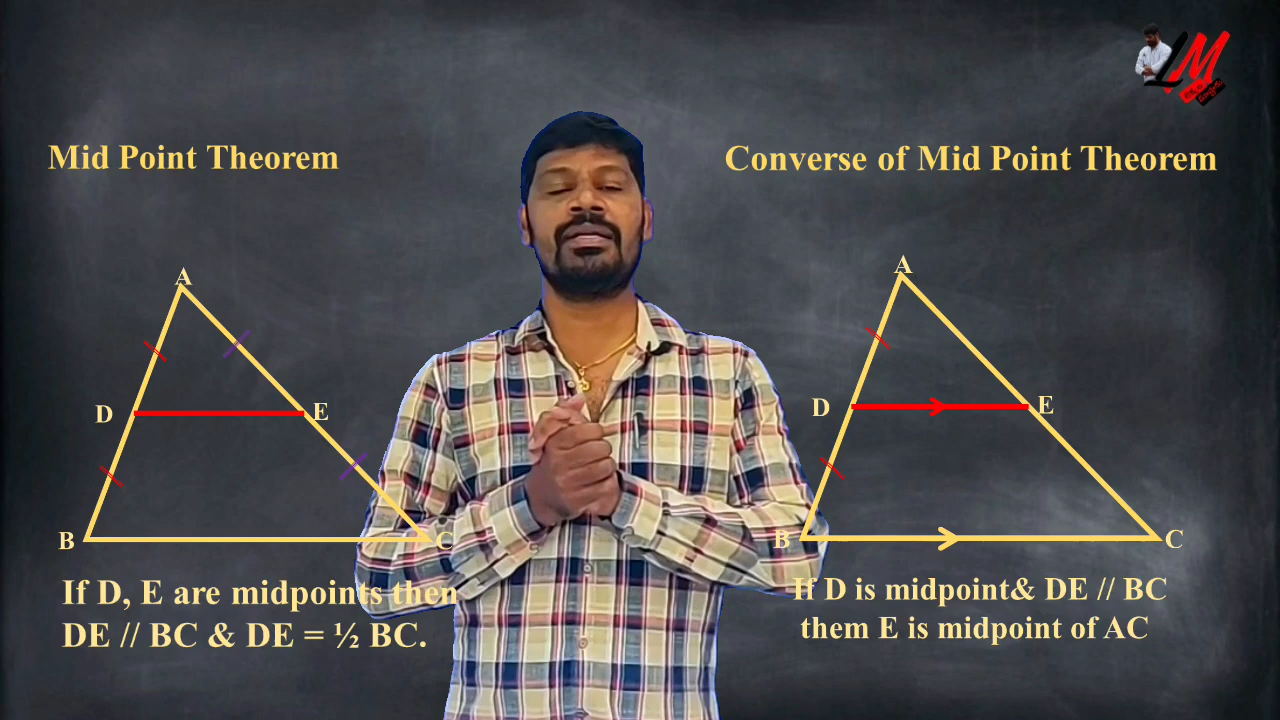 LM
Mid Point Theorem
Converse of Mid Point Theorem
A
D
E
B
C
If D, E are midpoints then
DE // BC & DE = ½ BC.
A
D
E
B
C
If D is midpoint& DE // BC
them E is midpoint of AC